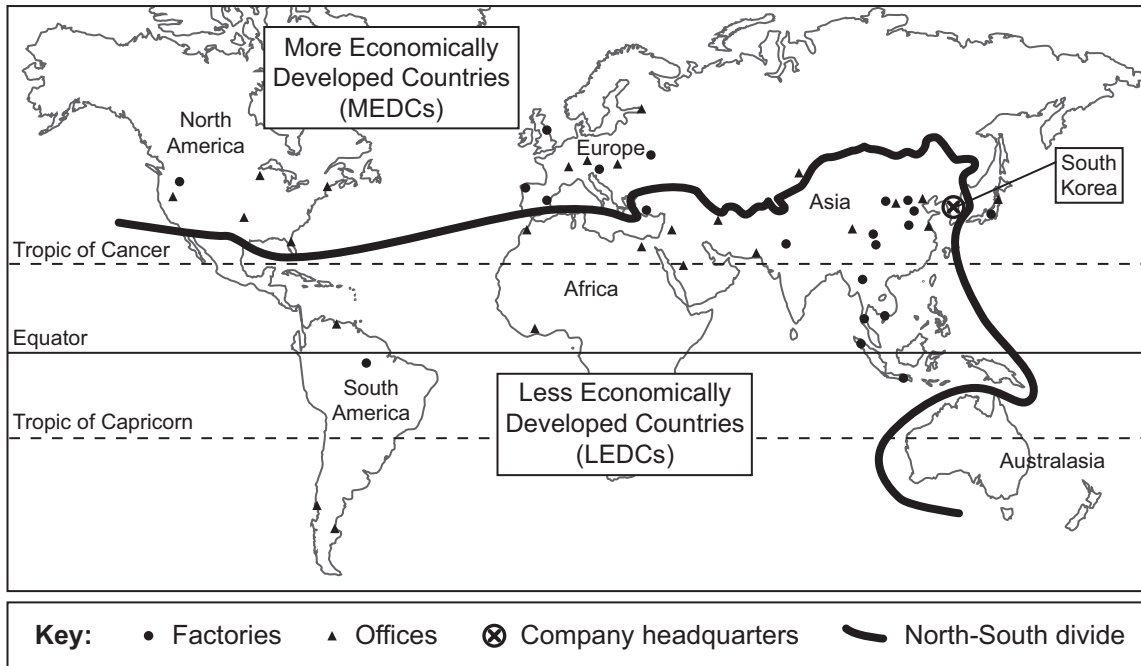 More Economically
Developed Countries
(MEDCs)
North
America
Europe
South
Korea
Asia
Tropic of Cancer
Africa
Equator
South
America
Less Economically
Developed Countries
(LEDCs)
Tropic of Capricorn
Australasia
Key: Factories Offices Company headquarters North-South divide